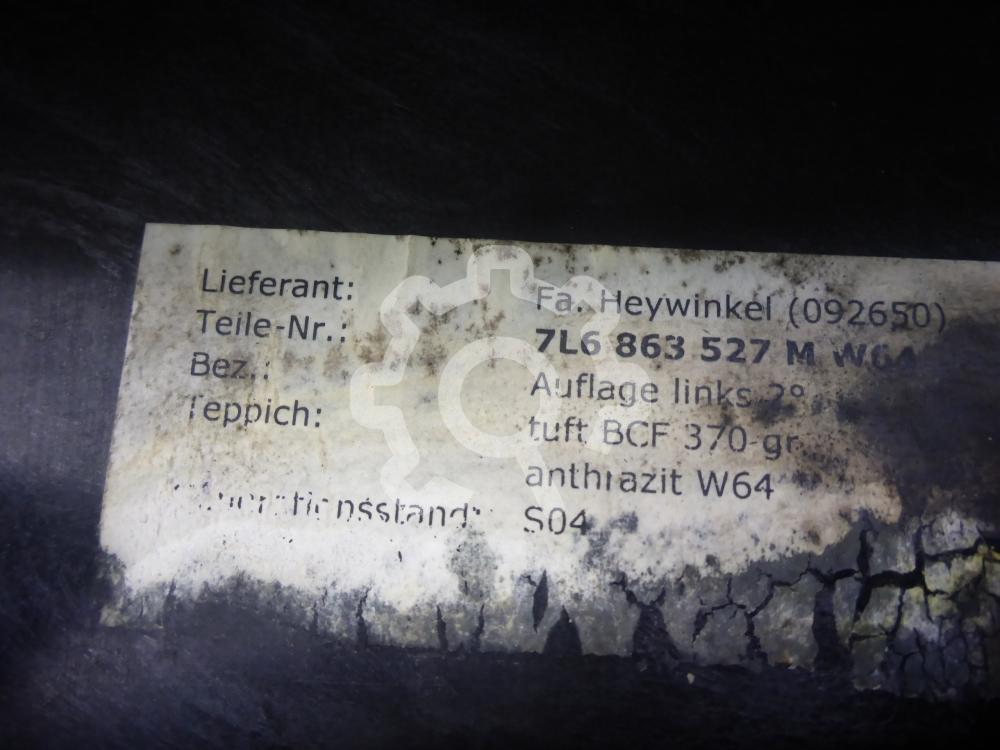 Lieferant: Fa. Heywinkel (092650)
Teile-Nr.: 7L6 863 527 M W64
Bez.: Auflage links 2°
Teppich: tuft BCF 370 gr
anthrazit W64
S04